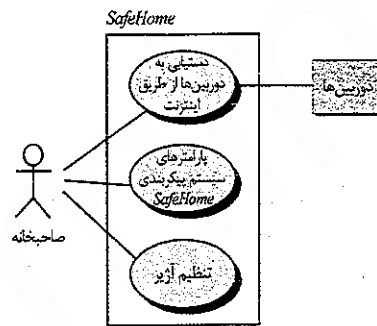 SafeHome
دستیابی به
دوربین‌ها از طریق
اینترنت
دوربین‌ها
پارامترهای
سیستم پیکربندی
SafeHome
صاحبخانه
تنظیم آژیر